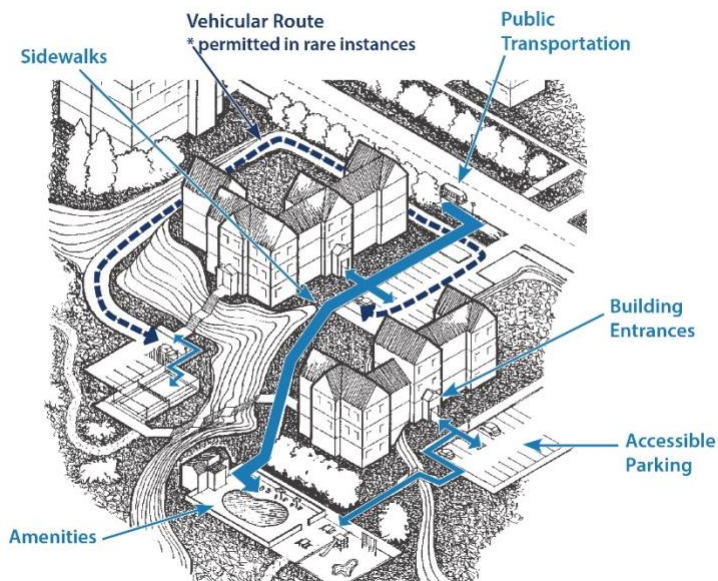 Vehicular Route
* permitted in rare instances
Public
Transportation
Sidewalks
Building
Entrances
Accessible
Parking
Amenities